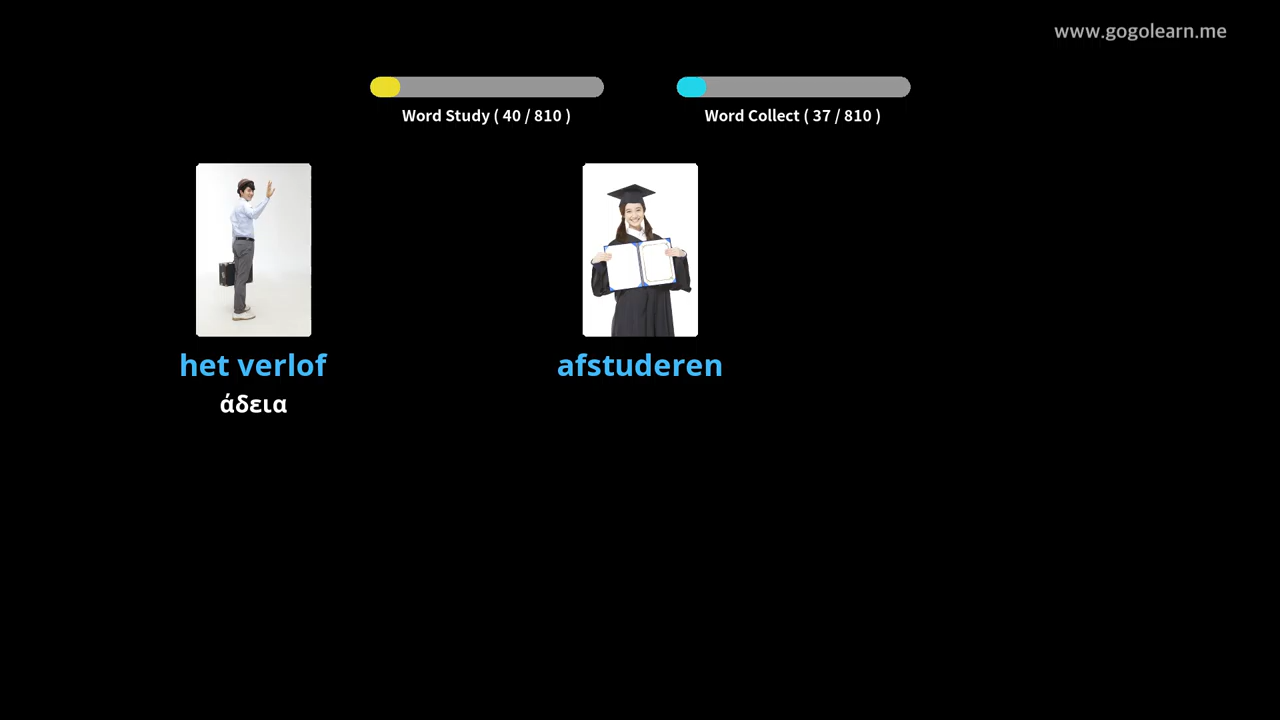 www.gogolearn.me
Word Study ( 40 / 810 )
Word Collect ( 37 / 810 )
het verlof
άδεια
afstuderen